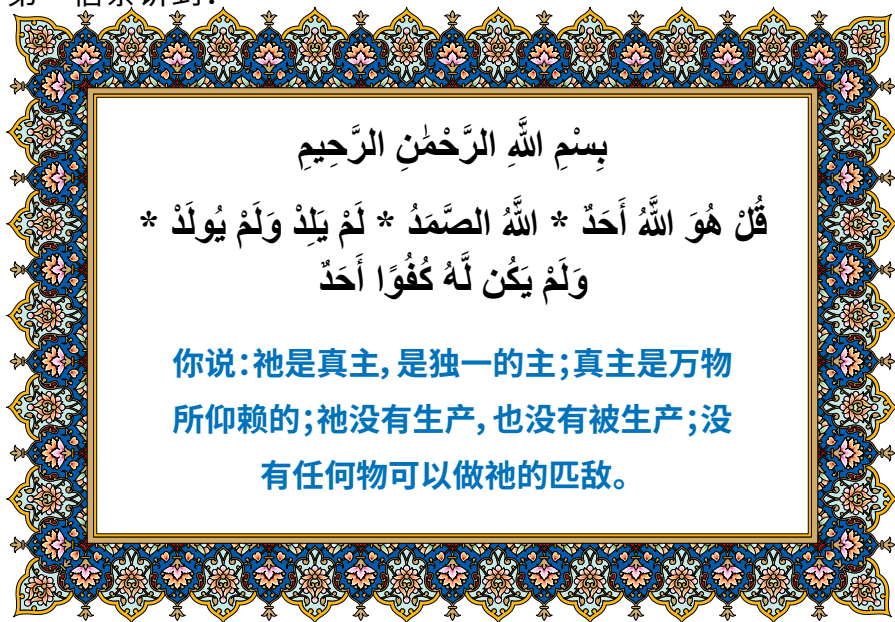 بِسْمِ اللَّهِ الرَّحْمَٰنِ الرَّحِيمِ
قُلْ هُوَ اللَّهُ أَحَدٌ * اللَّهُ الصَّمَدُ * لَمْ يَلِدْ وَلَمْ يُولَدْ *
وَلَمْ يَكُن لَّهُ كُفُوًا أَحَدٌ
你说：祂是真主，是独一的主；真主是万物
所仰赖的；祂没有生产，也没有被生产；没
有任何物可以做祂的匹敌。